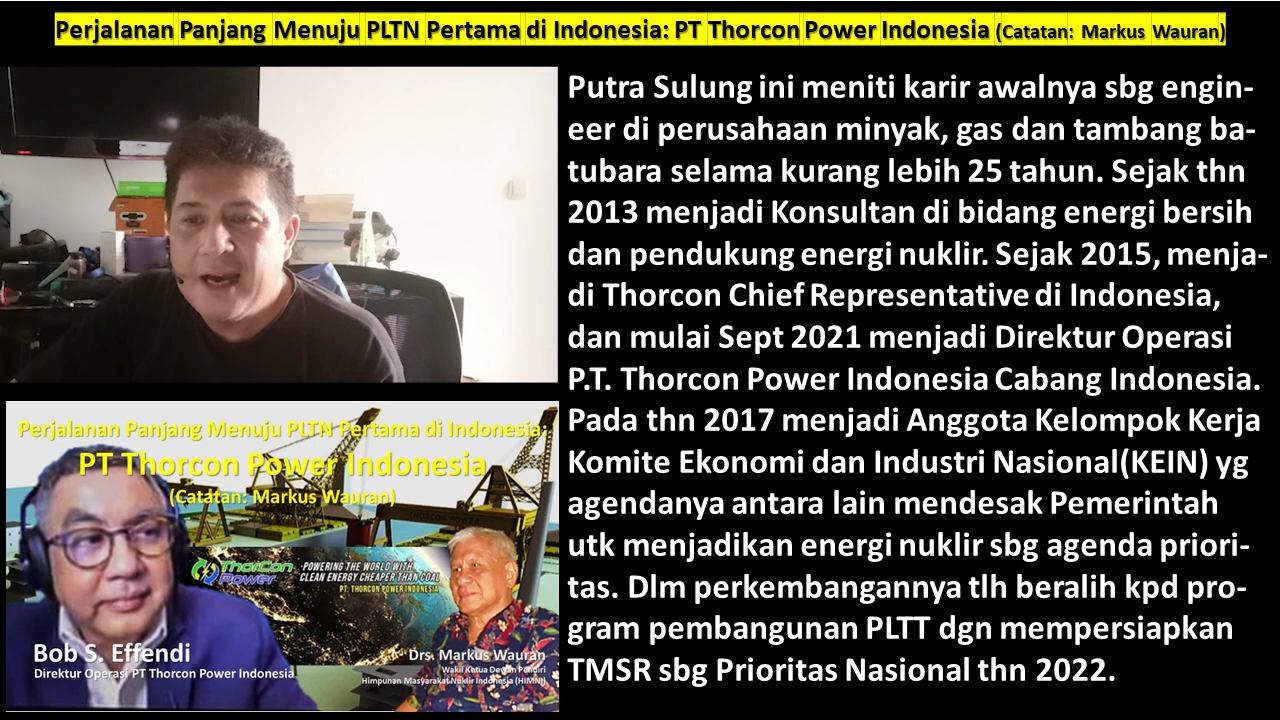 Perjalanan Panjang Menuju PLTN Pertama di Indonesia: PT Thorcon Power Indonesia (Catatan: Markus Wauran)
Putra Sulung ini meniti karir awalnya sbg engin-
eer di perusahaan minyak, gas dan tambang ba-
tubara selama kurang lebih 25 tahun. Sejak thn
2013 menjadi Konsultan di bidang energi bersih
dan pendukung energi nuklir. Sejak 2015, menja-
di Thorcon Chief Representative di Indonesia,
dan mulai Sept 2021 menjadi Direktur Operasi
P.T. Thorcon Power Indonesia Cabang Indonesia.
Pada thn 2017 menjadi Anggota Kelompok Kerja
Komite Ekonomi dan Industri Nasional(KEIN) yg
agendanya antara lain mendesak Pemerintah
utk menjadikan energi nuklir sbg agenda priori-
tas. Dlm perkembangannya tlh beralih kpd pro-
gram pembangunan PLTT dgn mempersiapkan
TMSR sbg Prioritas Nasional thn 2022.
Perjalanan Panjang Menuju PLTN Pertama di Indonesia:
PT Thorcon Power Indonesia
(Catatan: Markus Wauran)
ThorCon
Power
POWERING THE WORLD WITH
CLEAN ENERGY CHEAPER THAN COAL
PT. THORCON POWER INDONESIA
Bob S. Effendi
Direktur Operasi PT Thorcon Power Indonesia
Drs. Markus Wauran
Wakil Ketua Dewan Pendiri
Himpunan Masyarakat Nuklir Indonesia (HIMNI)